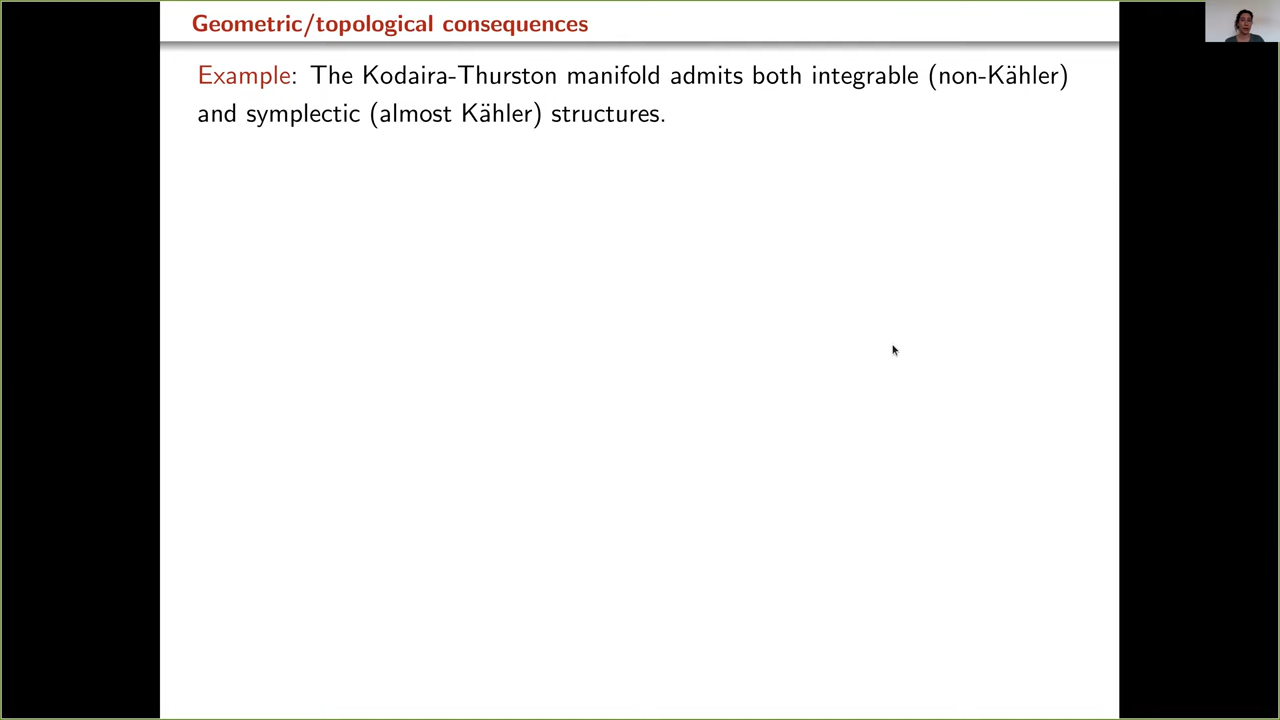 Geometric/topological consequences
Example: The Kodaira-Thurston manifold admits both integrable (non-Kähler)
and symplectic (almost Kähler) structures.